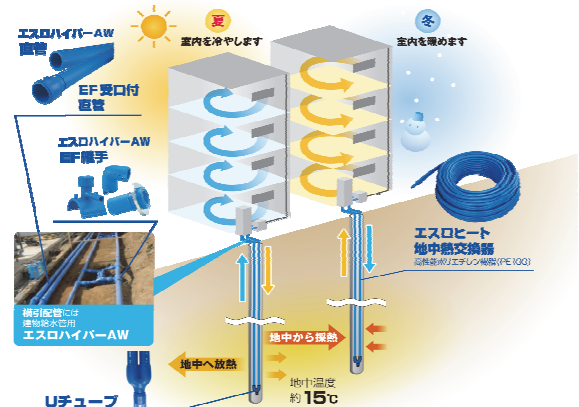 エスロハイパーAW
直管
EF受口付
直管
エスロハイパーAW
EF継手
横引配管には
建物給水管用
エスロハイパーAW
Uチューブ
夏
室内を冷やします
冬
室内を暖めます
エスロヒート
地中熱交換器
高性能ポリエチレン樹脂(PE100)
地中から採熱
地中へ放熱
地中温度
約15℃